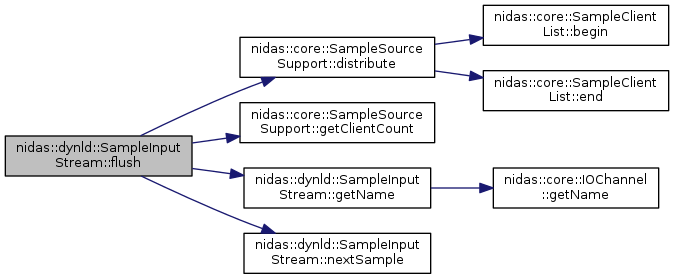 nidas::dynld::SampleInput
Stream::flush
nidas::core::SampleSource
Support::distribute
nidas::core::SampleClient
List::begin
nidas::core::SampleClient
List::end
nidas::core::SampleSource
Support::getClientCount
nidas::dynld::SampleInput
Stream::getName
nidas::core::IOChannel
::getName
nidas::dynld::SampleInput
Stream::nextSample